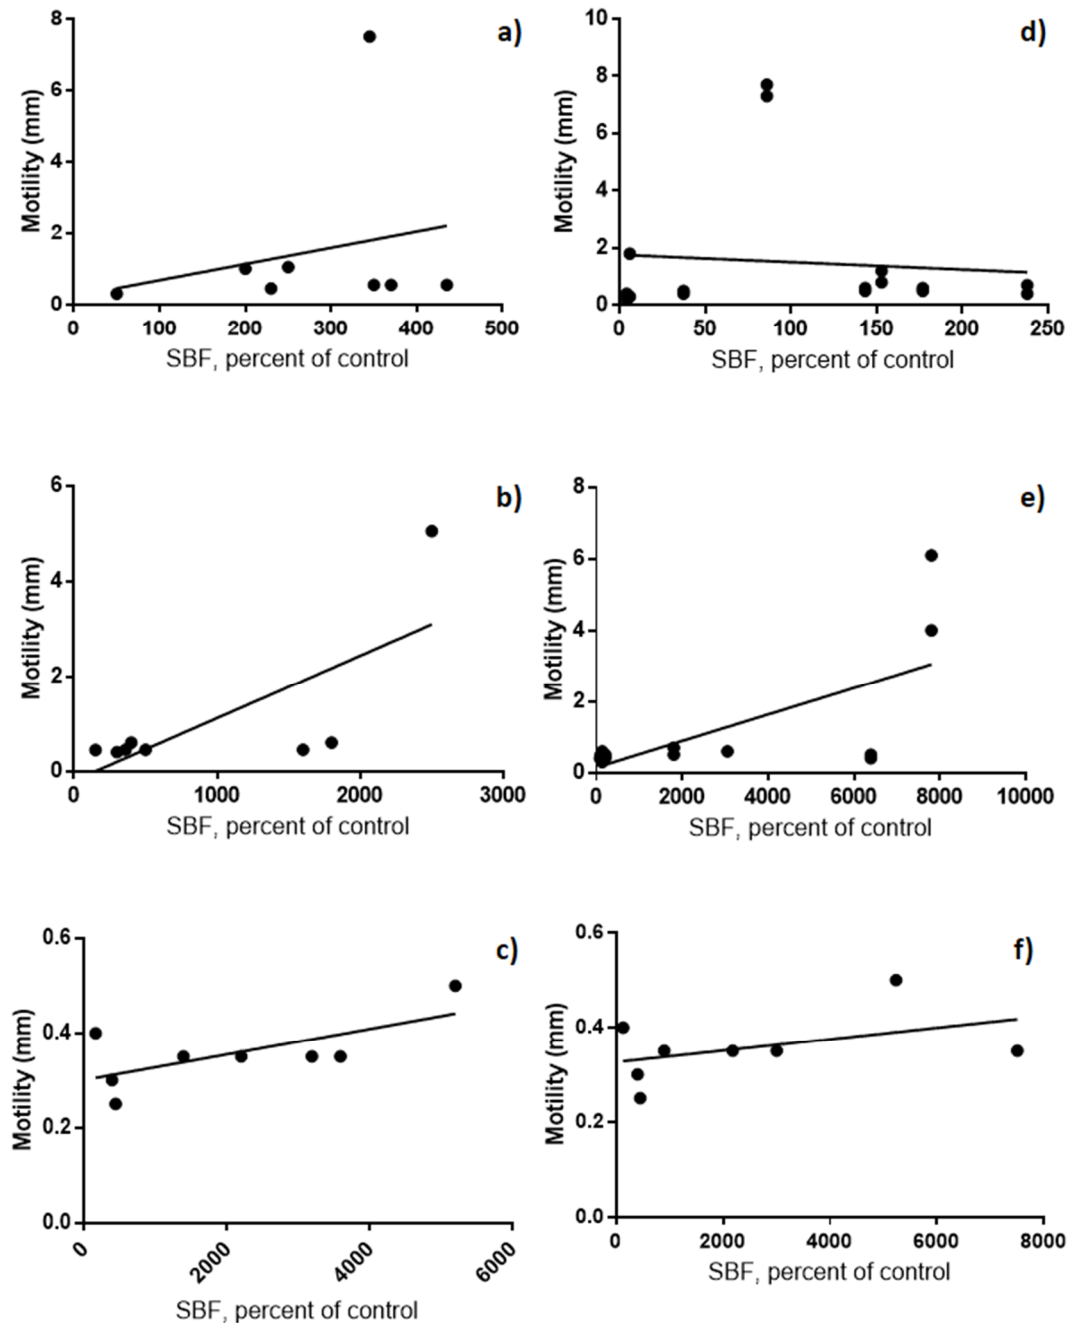 a)
8
6
4
2
0
Motility (mm)
0 100 200 300 400 500
SBF, percent of control
d)
10
8
6
4
2
0
Motility (mm)
0 50 100 150 200 250
SBF, percent of control
b)
6
4
2
0
Motility (mm)
0 1000 2000 3000
SBF, percent of control
e)
8
6
4
2
0
Motility (mm)
0 2000 4000 6000 8000 10000
SBF, percent of control
c)
0.6
0.4
0.2
0.0
Motility (mm)
0 2000 4000 6000
SBF, percent of control
f)
0.6
0.4
0.2
0.0
Motility (mm)
0 2000 4000 6000 8000
SBF, percent of control